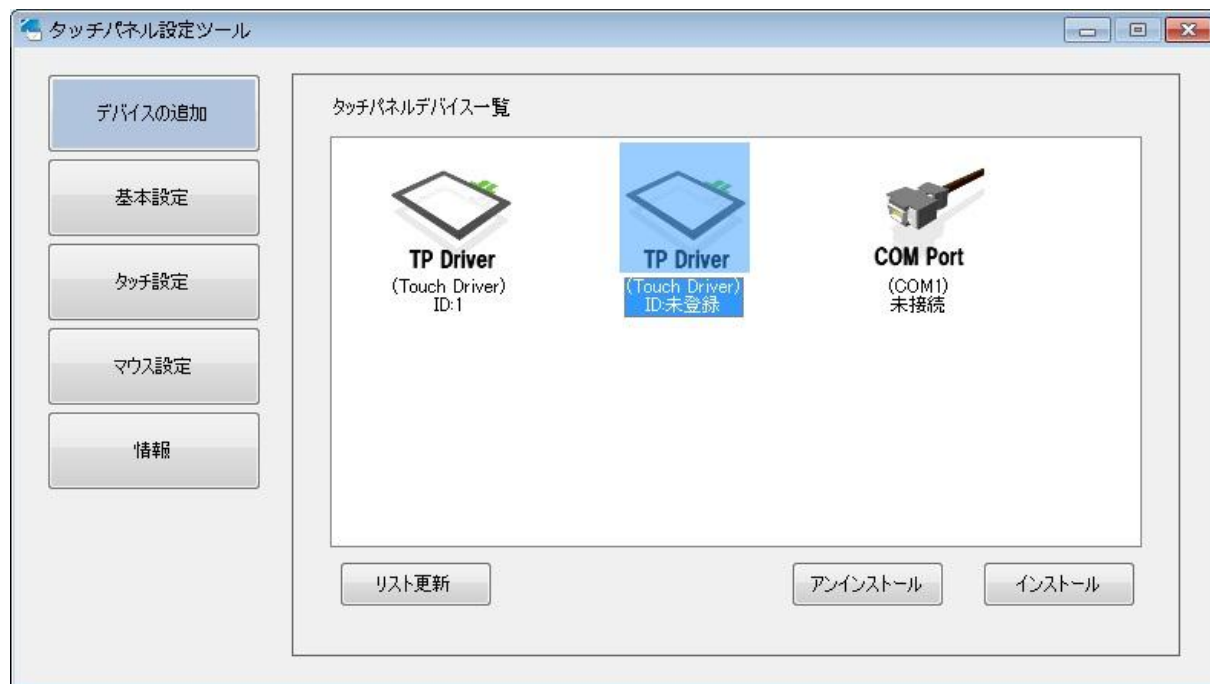 タッチパネル設定ツール
デバイスの追加
基本設定
タッチ設定
マウス設定
情報
タッチパネルデバイス一覧
TP Driver
(Touch Driver)
ID:1
TP Driver
(Touch Driver)
ID:未登録
COM Port
(COM1)
未接続
リスト更新
アンインストール
インストール